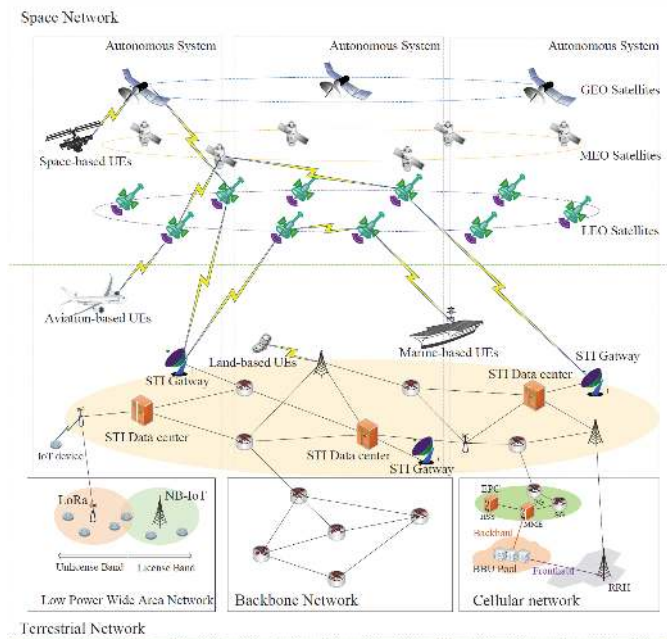 Space Network
Autonomous System
Autonomous System
Autonomous System
GEO Satellites
Space-based UEs
MEO Satellites
LEO Satellites
Aviation-based UEs
Land-based UEs
Marine-based UEs
STI Gatway
STI Gatway
STI Data center
STI Data center
IoT device
STI Data center
STI Gatway
LoRa
NB-IoT
Unlicense Band
License Band
Low Power Wide Area Network
Backbone Network
EPC
HSS
MME
Backhaul
BBU Pool
Fronthaul
RRH
Cellular network
Terrestrial Network